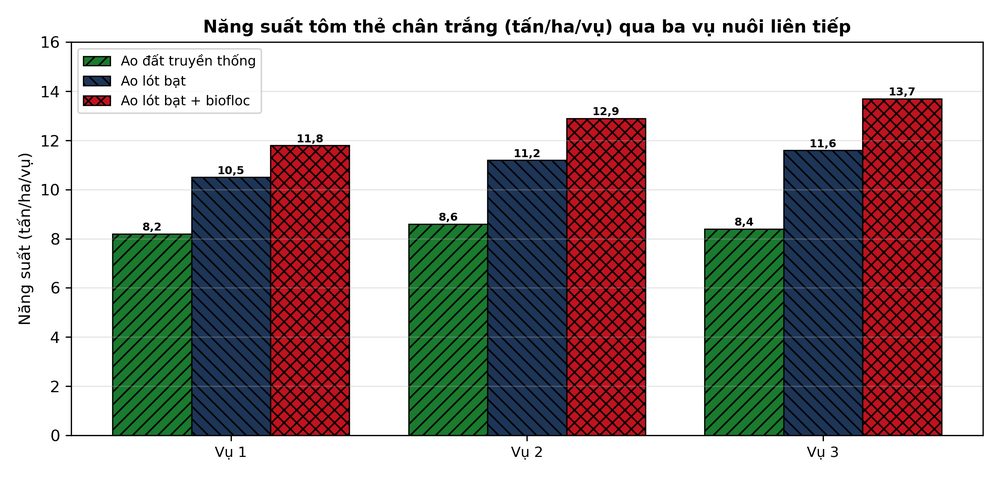 Năng suất tôm thẻ chân trắng (tấn/ha/vụ) qua ba vụ nuôi liên tiếp
Năng suất (tấn/ha/vụ)
16
14
12
10
8
6
4
2
0
Ao đất truyền thống
Ao lót bạt
Ao lót bạt + biofloc
8,2
10,5
11,8
8,6
11,2
12,9
8,4
11,6
13,7
Vụ 1
Vụ 2
Vụ 3